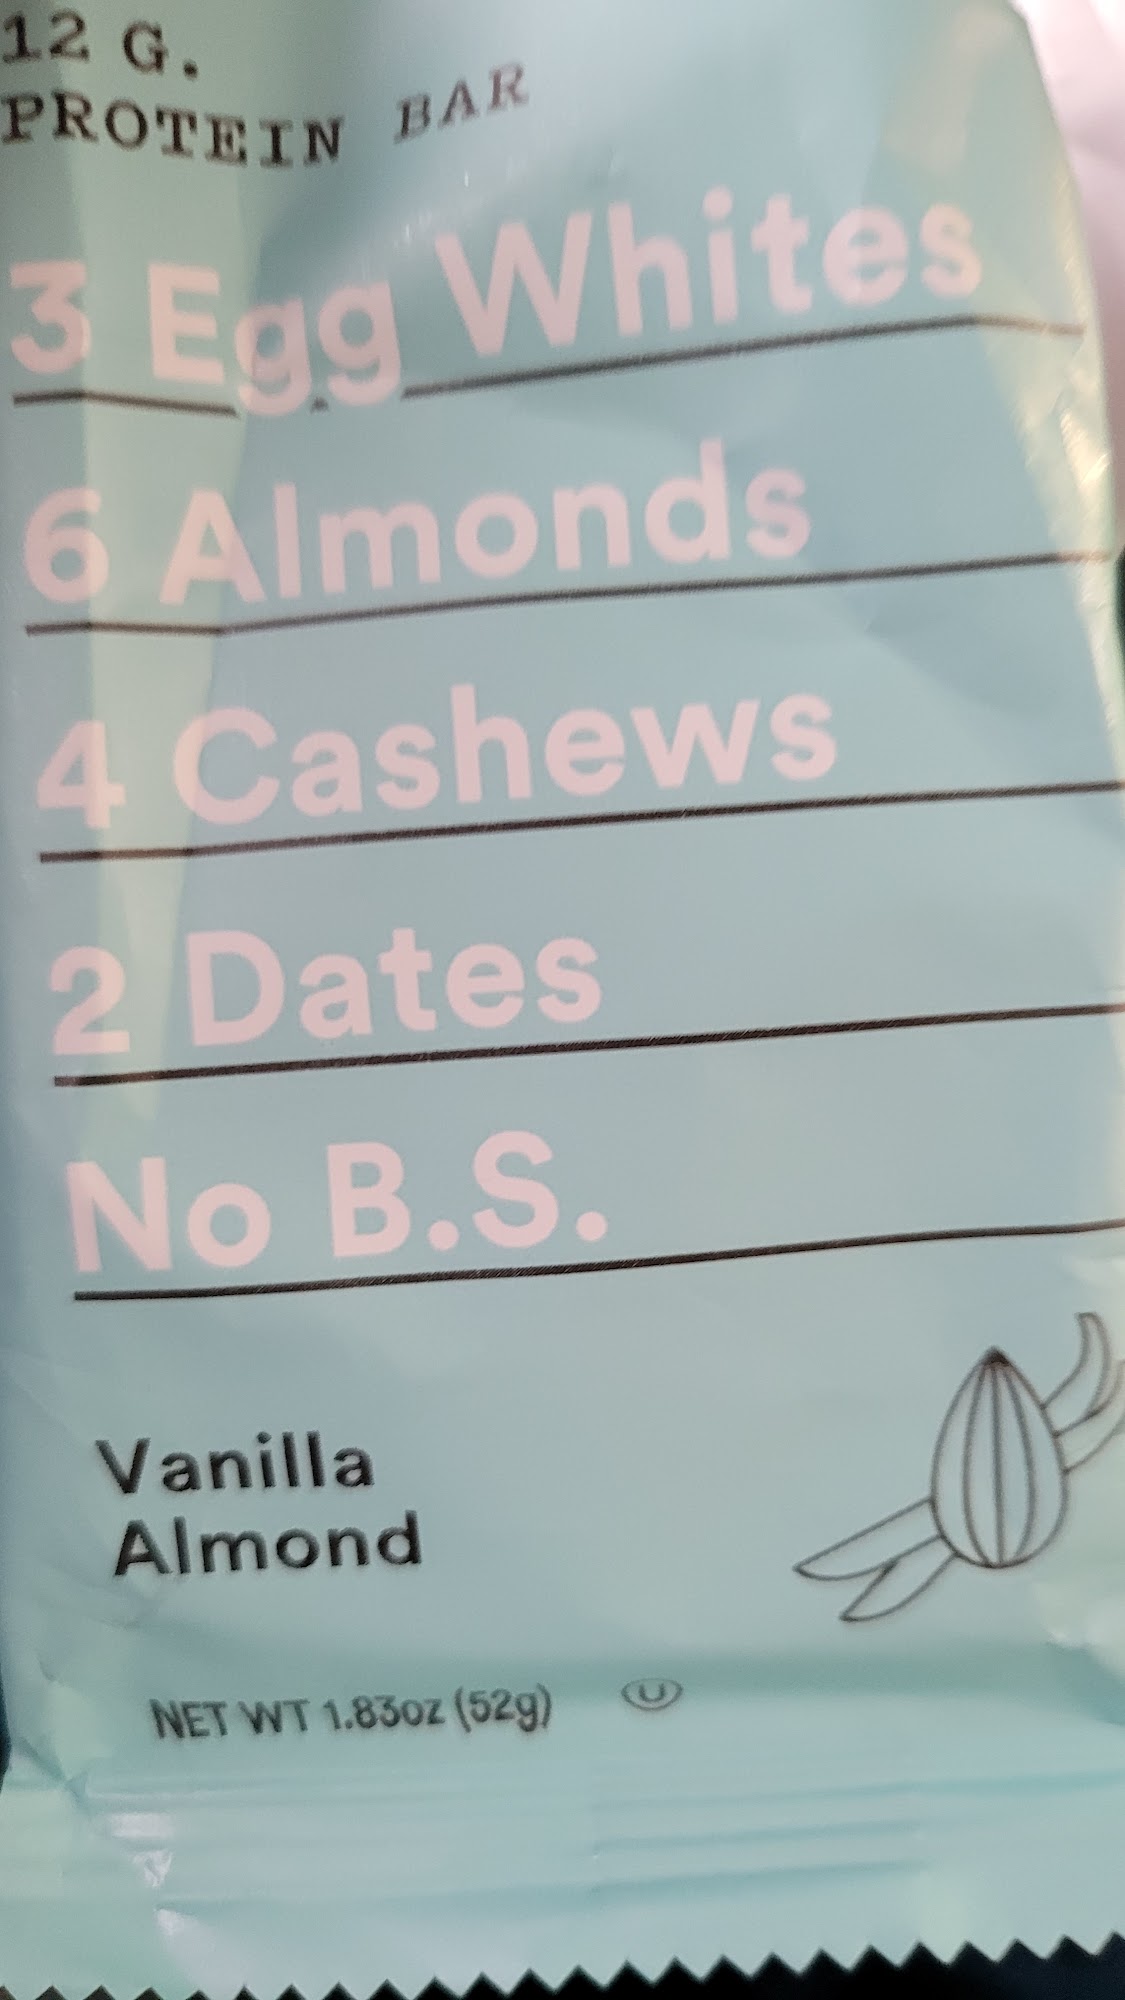 12 G.
PROTEIN BAR
3 Egg Whites
6 Almonds
4 Cashews
2 Dates
No B.S.
Vanilla
Almond
NET WT 1.83oz (52g) U